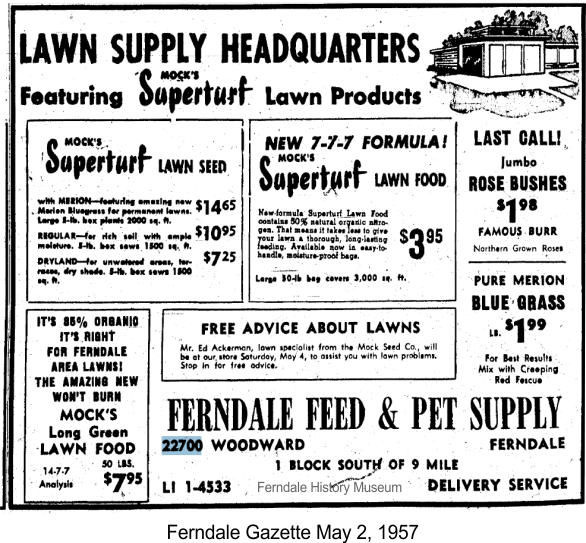 LAWN SUPPLY HEADQUARTERS
Featuring MOCK'S Superturf Lawn Products
MOCK'S
Superturf LAWN SEED
with MERION—featuring amazing new
Merion Bluegrass for permanent lawns.
Large 5-lb. box plants 2000 sq. ft.
$14.65
REGULAR—for rich soil with ample
moisture. 5-lb. box sows 1500 sq. ft.
$10.95
DRYLAND—for unwatered areas, ter-
races, dry shade. 5-lb. box sows 1500
sq. ft.
$7.25
NEW 7-7-7 FORMULA!
MOCK'S
Superturf LAWN FOOD
New-formula Superturf Lawn Food
contains 50% natural organic nitro-
gen. That means it takes less to give
your lawn a thorough, long-lasting
feeding. Available now in easy-to-
handle, moisture-proof bags.
$3.95
Large 50-lb bag covers 3,000 sq. ft.
LAST CALL!
Jumbo
ROSE BUSHES
$1.98
FAMOUS BURR
Northern Grown Roses
PURE MERION
BLUE GRASS
LB. $1.99
For Best Results
Mix with Creeping
Red Fescue
IT'S 85% ORGANIC
IT'S RIGHT
FOR FERNDALE
AREA LAWNS!
THE AMAZING NEW
WON'T BURN
MOCK'S
Long Green
LAWN FOOD
14-7-7
Analysis
50 LBS.
$7.95
FREE ADVICE ABOUT LAWNS
Mr. Ed Ackerman, lawn specialist from the Mock Seed Co., will
be at our store Saturday, May 4, to assist you with lawn problems.
Stop in for free advice.
FERNDALE FEED & PET SUPPLY
22700 WOODWARD FERNDALE
1 BLOCK SOUTH OF 9 MILE
LI 1-4533 Ferndale History Museum DELIVERY SERVICE
Ferndale Gazette May 2, 1957